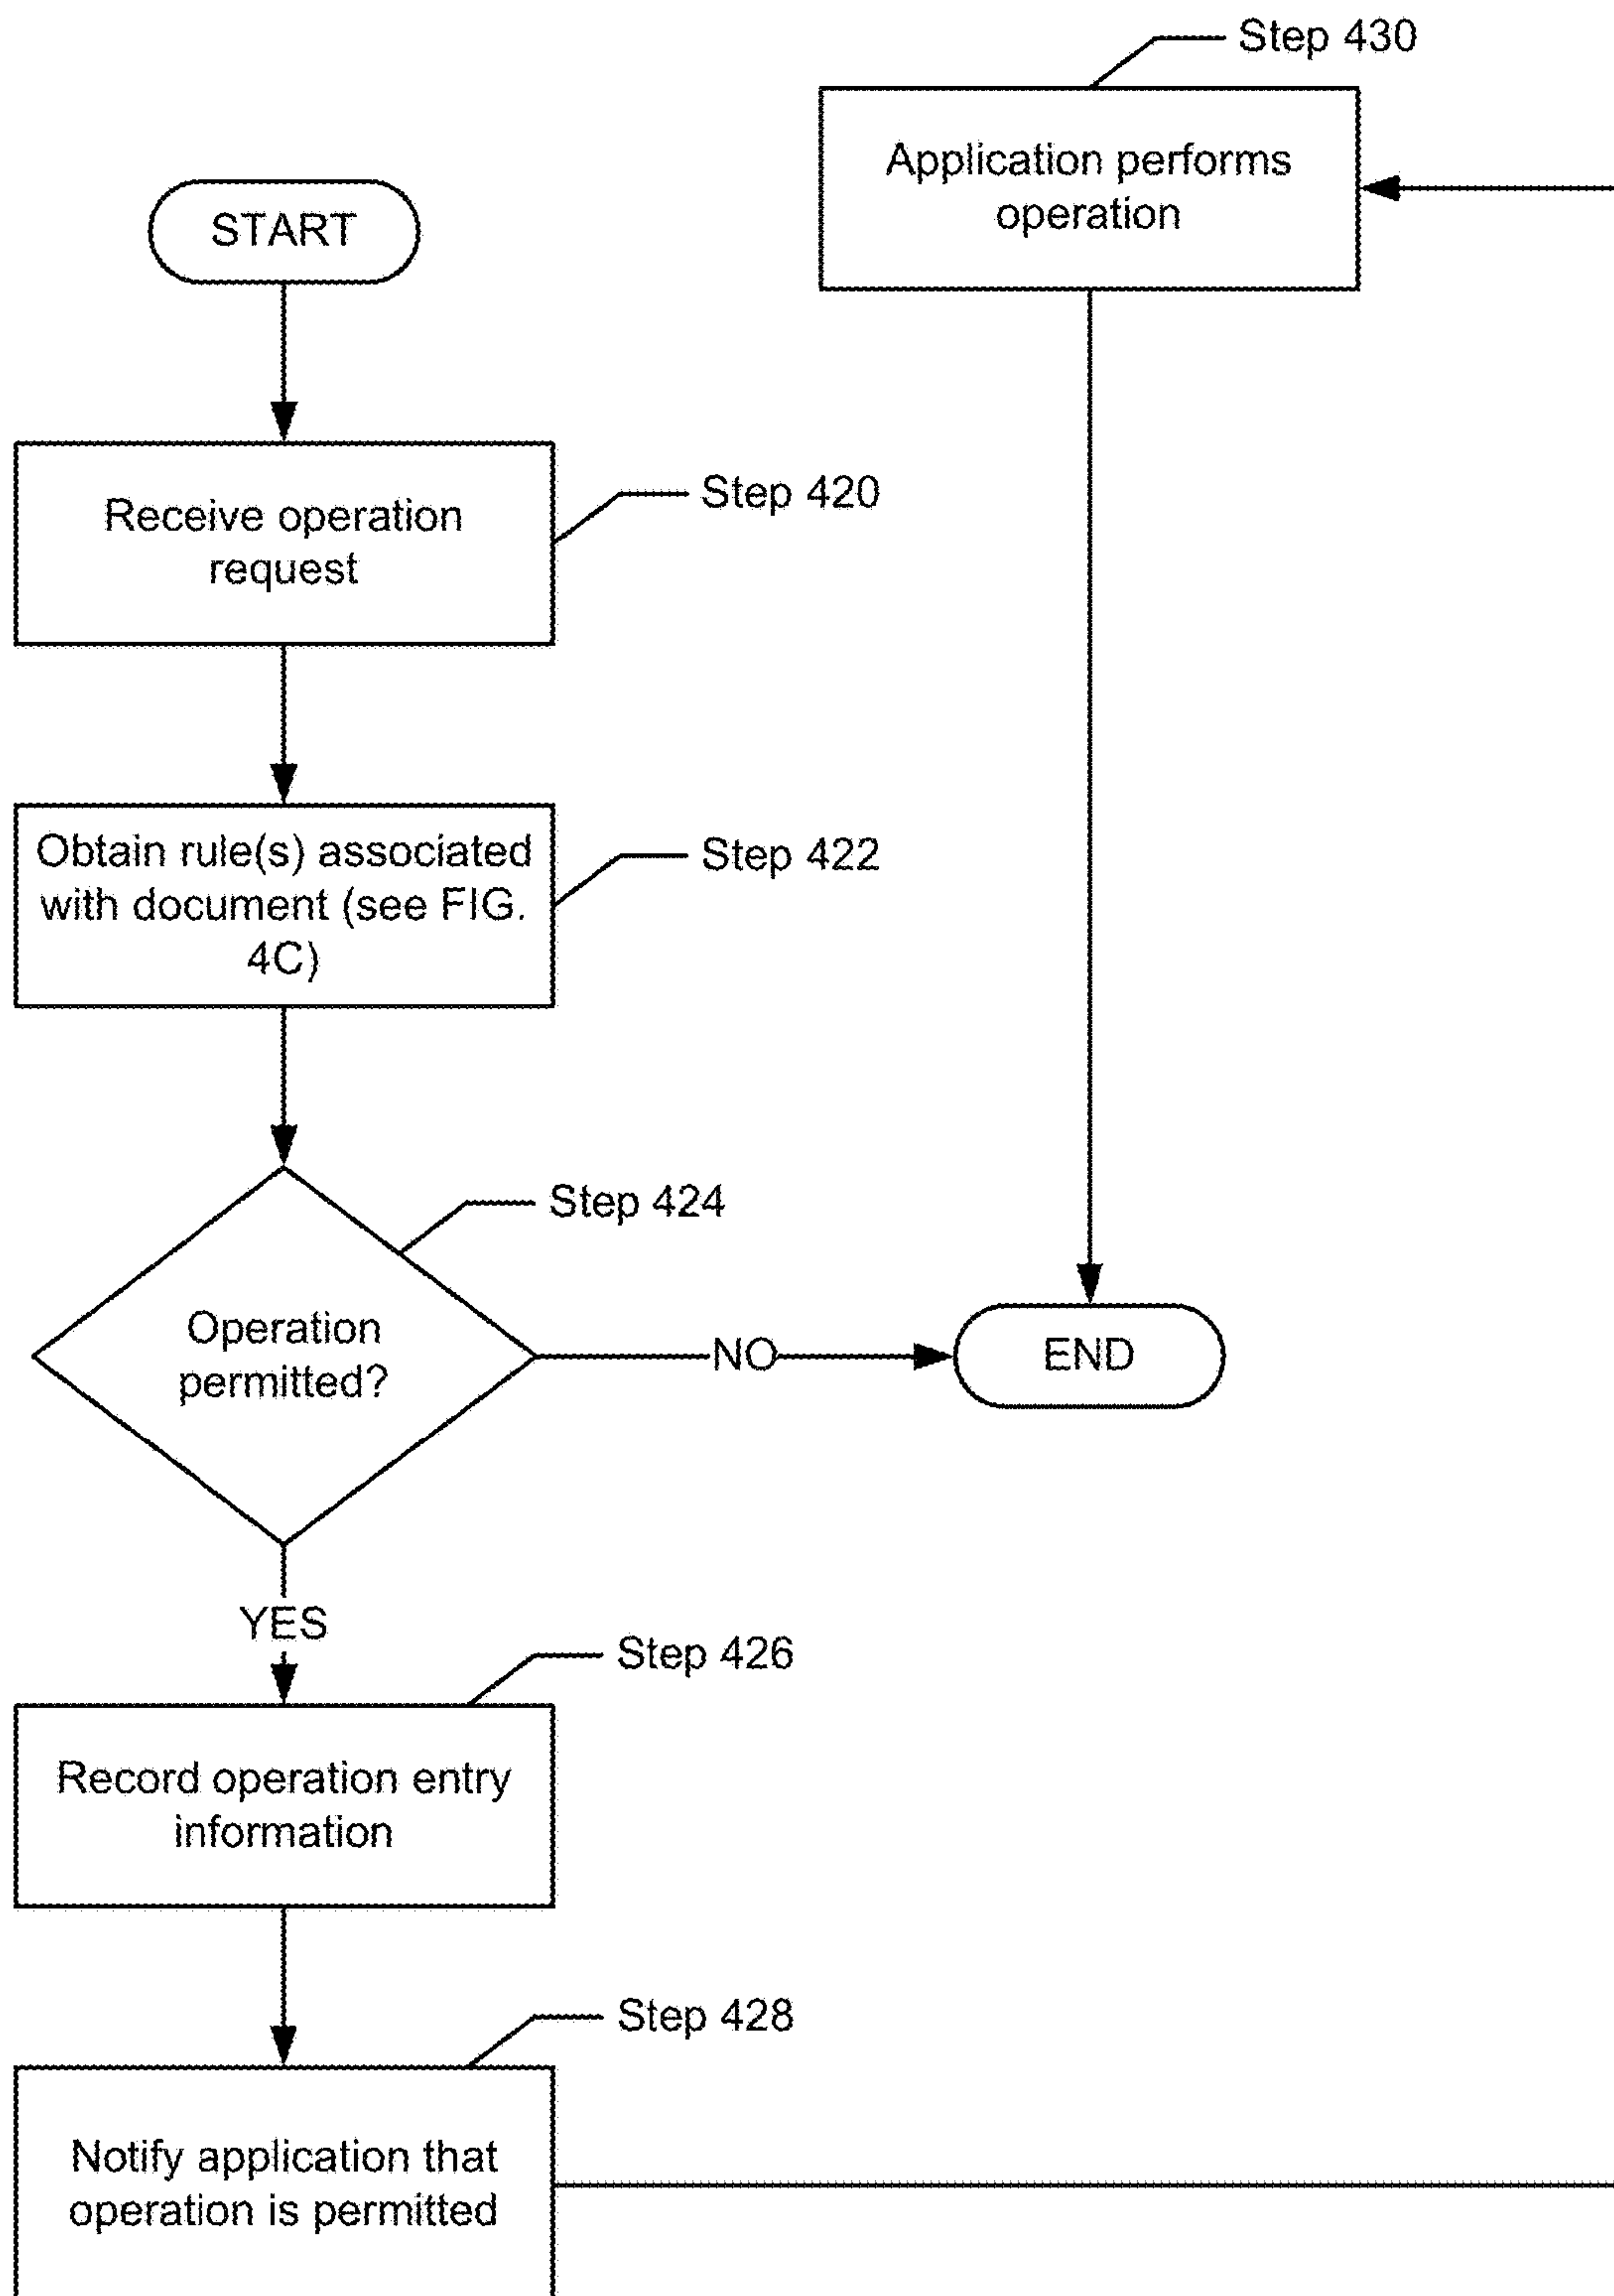 START
Receive operation
request
Step 420
Obtain rule(s) associated
with document (see FIG.
4C)
Step 422
Step 424
Operation
permitted?
NO
END
YES
Step 426
Record operation entry
information
Step 428
Notify application that
operation is permitted
Step 430
Application performs
operation